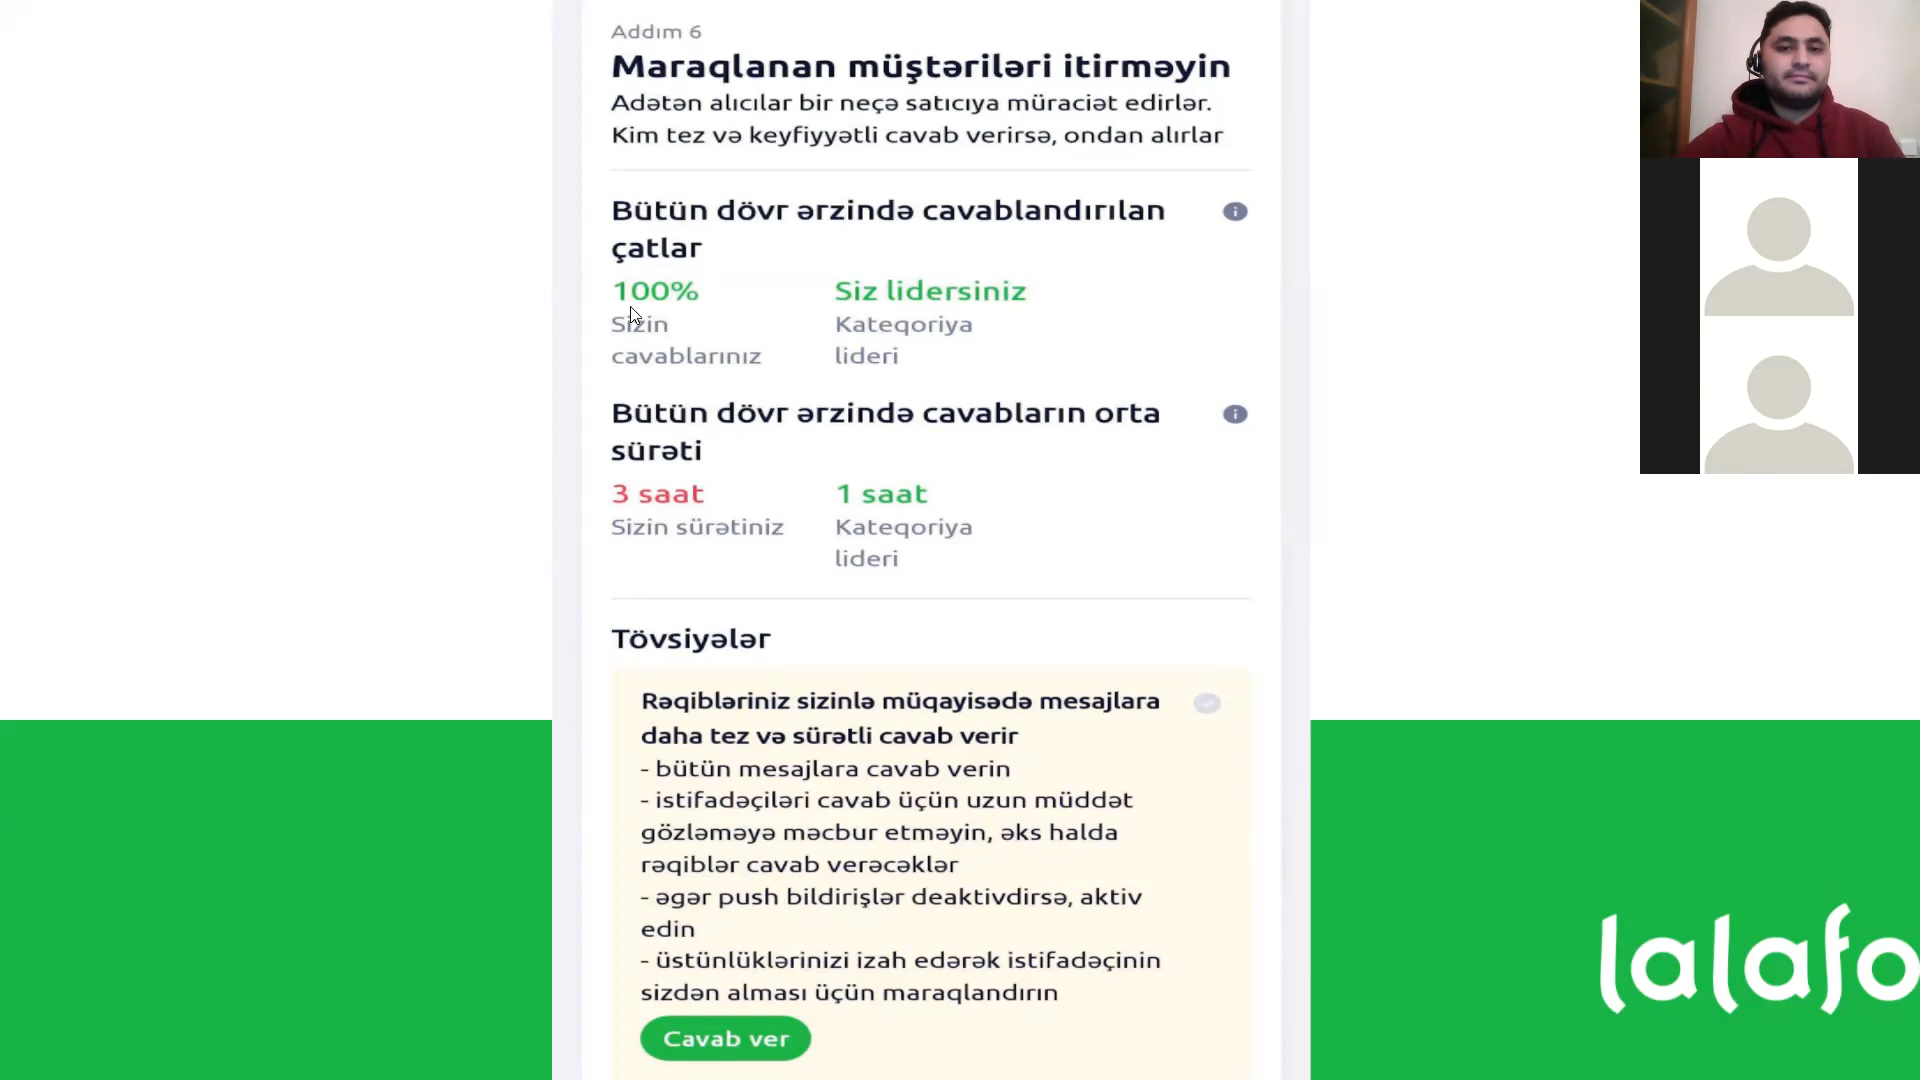 Addım 6
Maraqlanan müştəriləri itirməyin
Adətən alıcılar bir neçə satıcıya müraciət edirlər.
Kim tez və keyfiyyətli cavab verirsə, ondan alırlar
Bütün dövr ərzində cavablandırılan
çatlar
100%
Sizin
cavablarınız
Siz lidersiniz
Kateqoriya
lideri
Bütün dövr ərzində cavabların orta
sürəti
3 saat
Sizin sürətiniz
1 saat
Kateqoriya
lideri
Tövsiyələr
Rəqibləriniz sizinlə müqayisədə mesajlara
daha tez və sürətli cavab verir
- bütün mesajlara cavab verin
- istifadəçiləri cavab üçün uzun müddət
gözləməyə məcbur etməyin, əks halda
rəqiblər cavab verəcəklər
- əgər push bildirişlər deaktivdirsə, aktiv
edin
- üstünlüklərinizi izah edərək istifadəçinin
sizdən alması üçün maraqlandırın
Cavab ver
lalafo